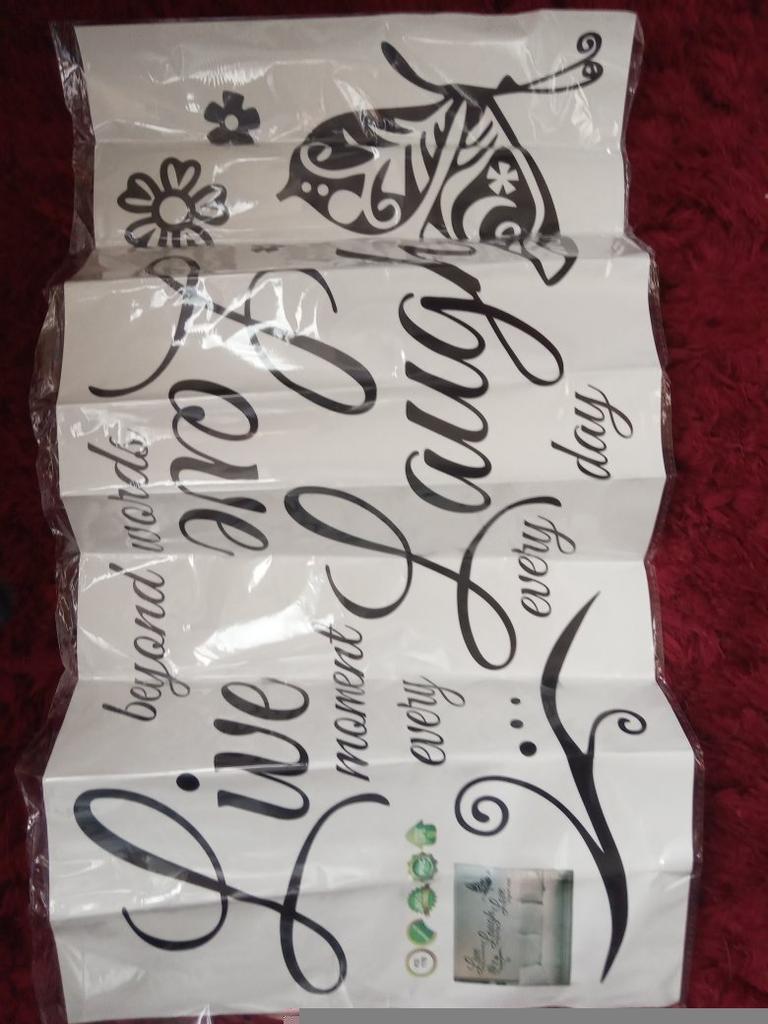 beyond words
Love
Live
moment
Laugh
every
every
day
...